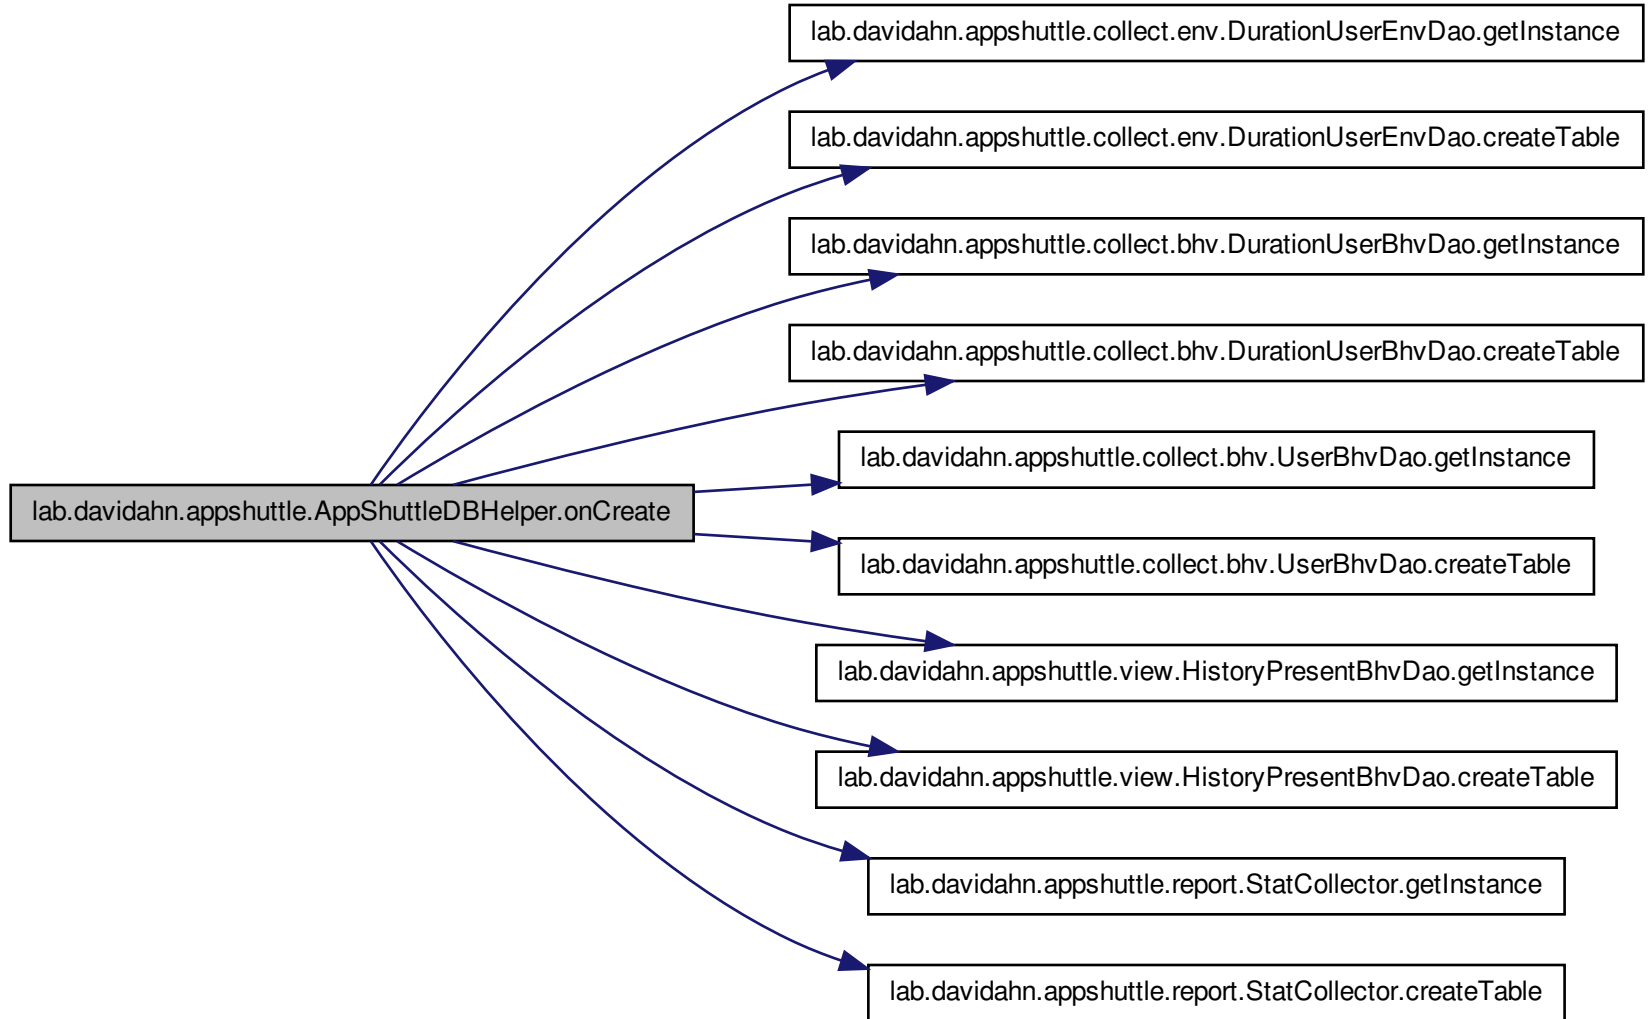 lab.davidahn.appshuttle.collect.env.DurationUserEnvDao.getInstance
lab.davidahn.appshuttle.collect.env.DurationUserEnvDao.createTable
lab.davidahn.appshuttle.collect.bhv.DurationUserBhvDao.getInstance
lab.davidahn.appshuttle.collect.bhv.DurationUserBhvDao.createTable
lab.davidahn.appshuttle.collect.bhv.UserBhvDao.getInstance
lab.davidahn.appshuttle.AppShuttleDBHelper.onCreate
lab.davidahn.appshuttle.collect.bhv.UserBhvDao.createTable
lab.davidahn.appshuttle.view.HistoryPresentBhvDao.getInstance
lab.davidahn.appshuttle.view.HistoryPresentBhvDao.createTable
lab.davidahn.appshuttle.report.StatCollector.getInstance
lab.davidahn.appshuttle.report.StatCollector.createTable